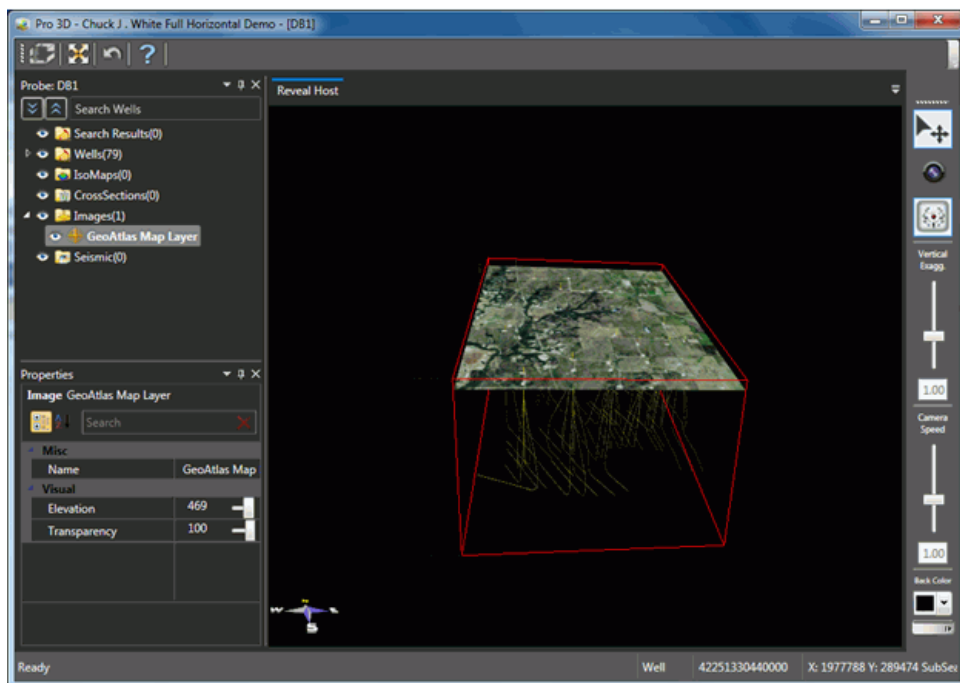 Pro 3D - Chuck J . White Full Horizontal Demo - [DB1]
?
Probe: DB1
Search Wells
Search Results(0)
Wells(79)
IsoMaps(0)
CrossSections(0)
Images(1)
GeoAtlas Map Layer
Seismic(0)
Reveal Host
Vertical
Exagg.
1.00
Camera
Speed
1.00
Back Color
Properties
Image GeoAtlas Map Layer
Search
Misc
Name GeoAtlas Map
Visual
Elevation 469
Transparency 100
W
S
Ready
Well 42251330440000 X: 1977788 Y: 289474 SubSea